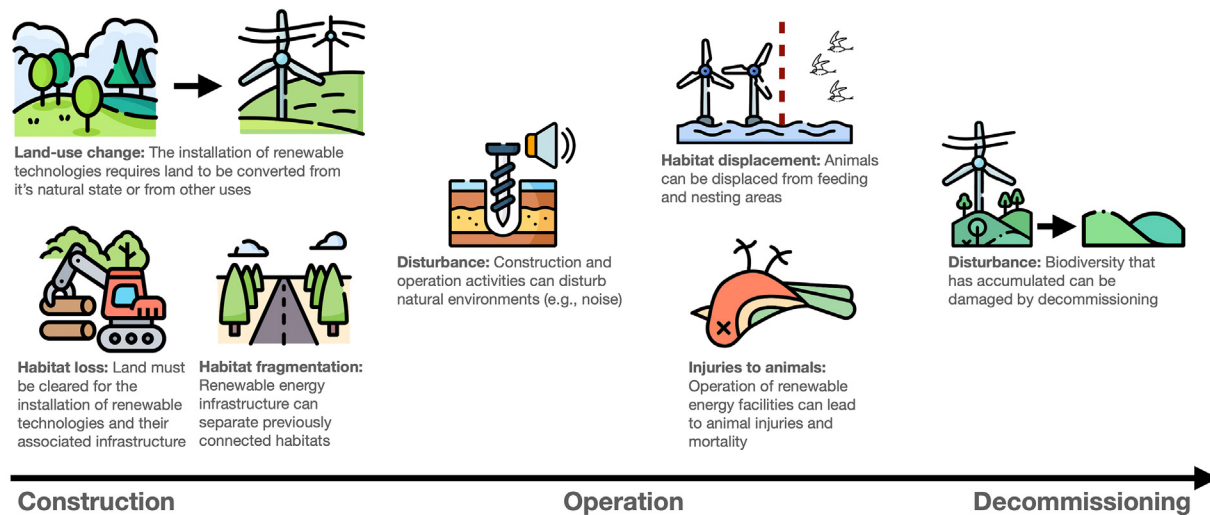 Land-use change: The installation of renewable
technologies requires land to be converted from
it's natural state or from other uses
Habitat loss: Land must
be cleared for the
installation of renewable
technologies and their
associated infrastructure
Habitat fragmentation:
Renewable energy
infrastructure can
separate previously
connected habitats
Disturbance: Construction and
operation activities can disturb
natural environments (e.g., noise)
Habitat displacement: Animals
can be displaced from feeding
and nesting areas
Injuries to animals:
Operation of renewable
energy facilities can lead
to animal injuries and
mortality
Disturbance: Biodiversity that
has accumulated can be
damaged by decommissioning
Construction
Operation
Decommissioning